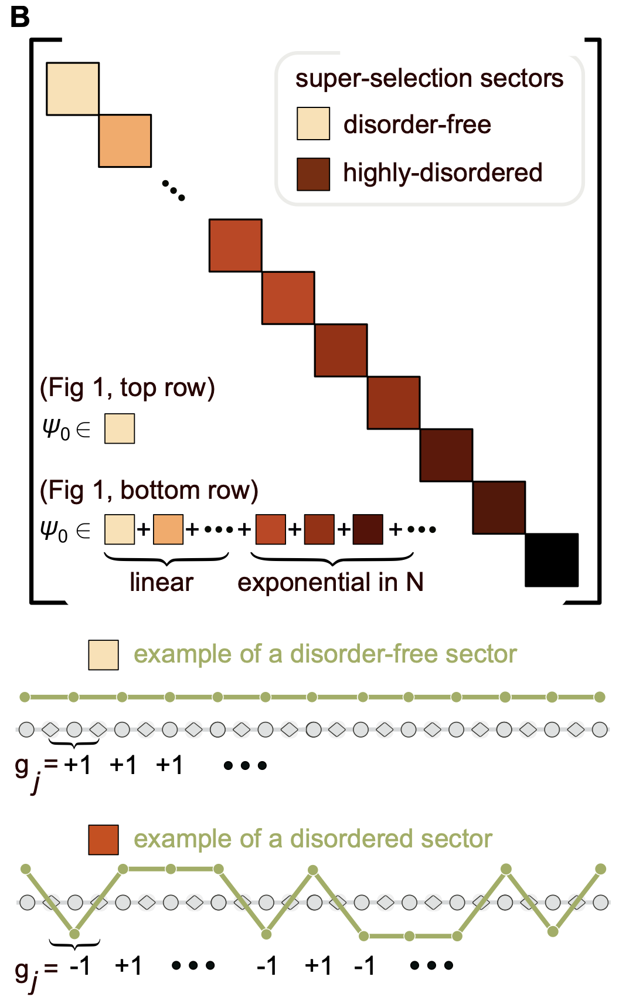 B
super-selection sectors
disorder-free
highly-disordered
(Fig 1, top row)
ψ₀ ∈
(Fig 1, bottom row)
ψ₀ ∈ + + ••• + + + + •••
linear exponential in N
example of a disorder-free sector
gⱼ = +1 +1 +1 •••
example of a disordered sector
gⱼ = -1 +1 ••• -1 +1 -1 •••